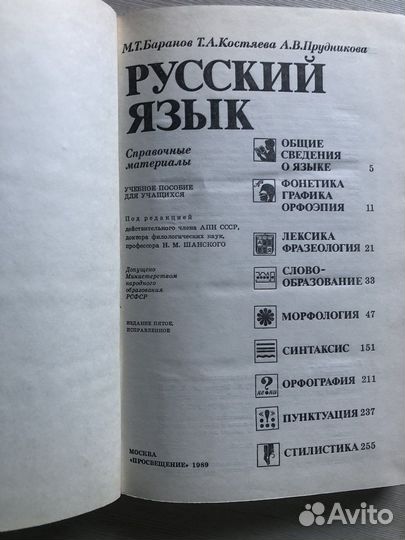 М.Т.Баранов Т.А.Костяева А.В.Прудникова
РУССКИЙ
ЯЗЫК
Справочные
материалы
УЧЕБНОЕ ПОСОБИЕ
ДЛЯ УЧАЩИХСЯ
Под редакцией
действительного члена АПН СССР,
доктора филологических наук,
профессора Н. М. ШАНСКОГО
Допущено
Министерством
народного
образования
РСФСР
ИЗДАНИЕ ПЯТОЕ,
ИСПРАВЛЕННОЕ
МОСКВА
«ПРОСВЕЩЕНИЕ» 1989
ОБЩИЕ
СВЕДЕНИЯ
О ЯЗЫКЕ 5
ФОНЕТИКА
ГРАФИКА
ОРФОЭПИЯ 11
ЛЕКСИКА
ФРАЗЕОЛОГИЯ 21
СЛОВО-
ОБРАЗОВАНИЕ 33
МОРФОЛОГИЯ 47
СИНТАКСИС 151
?
не ни
ОРФОГРАФИЯ 211
ПУНКТУАЦИЯ 237
СТИЛИСТИКА 255
Avito